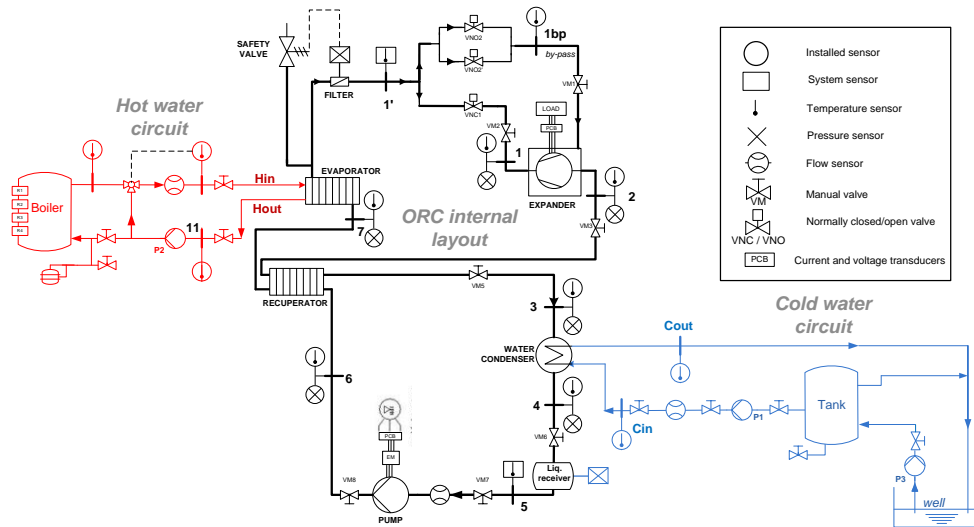 SAFETY
VALVE
FILTER
1'
VNO2
VNO2
1bp
by-pass
VM1
VNC1
VM2
LOAD
PCB
1
EXPANDER
2
VM3
Hot water
circuit
EVAPORATOR
Hin
Hout
Boiler
R1
R2
R3
R4
11
P2
7
ORC internal
layout
RECUPERATOR
VM5
3
WATER
CONDENSER
4
VM6
Liq.
receiver
5
VM7
PUMP
VM8
PCB
EM
6
Installed sensor
System sensor
Temperature sensor
Pressure sensor
Flow sensor
VM
Manual valve
VNC / VNO
Normally closed/open valve
PCB
Current and voltage transducers
Cold water
circuit
Cout
Cin
P1
Tank
P3
well